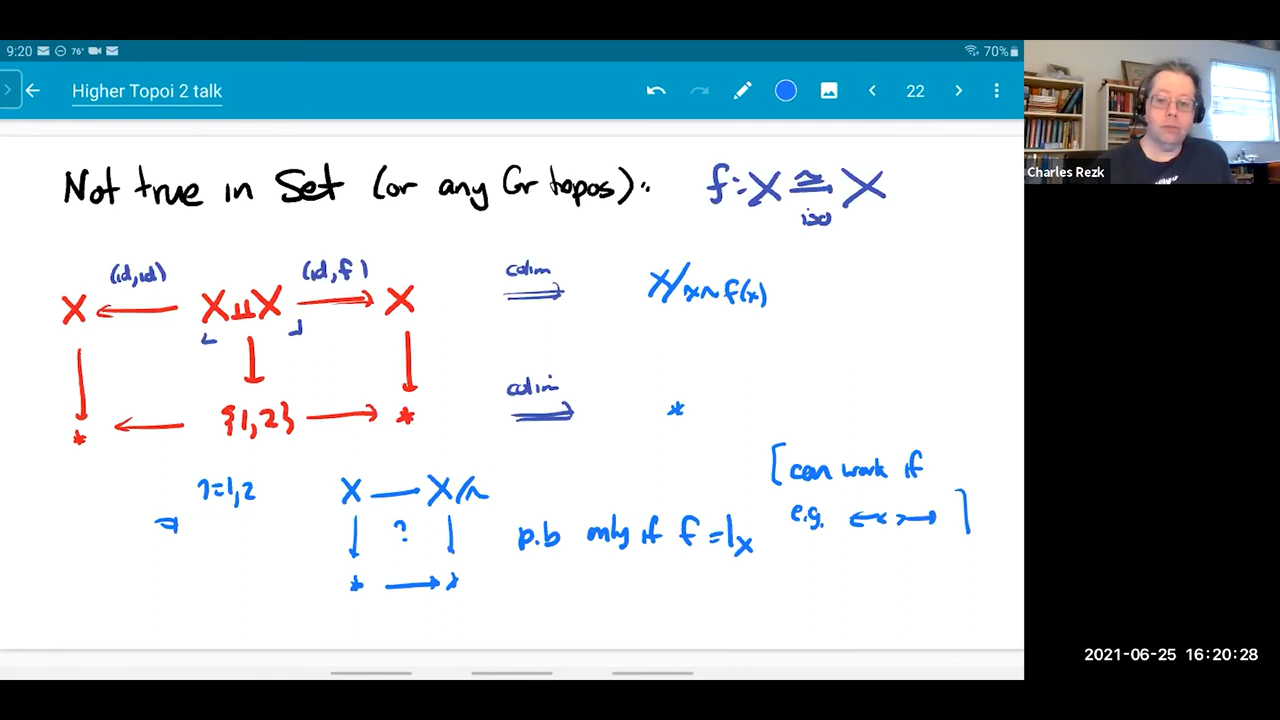 9:20 76° 70%
Higher Topoi 2 talk 22
Charles Rezk
Not true in Set (or any Gr topos): f: X ≅ X
iso
(id, id) (id, f) colim
X ← X ⨿ X → X ⟹ X/x~f(x)
↓ ↓ ↓ colim
* ← {1,2} → * ⟹ *
[can work if
e.g. ↢ ↣ ]
?=1,2 X — X/~
⇒ ↓ ? ↓ p.b only if f = 1x
* → *
2021-06-25 16:20:28